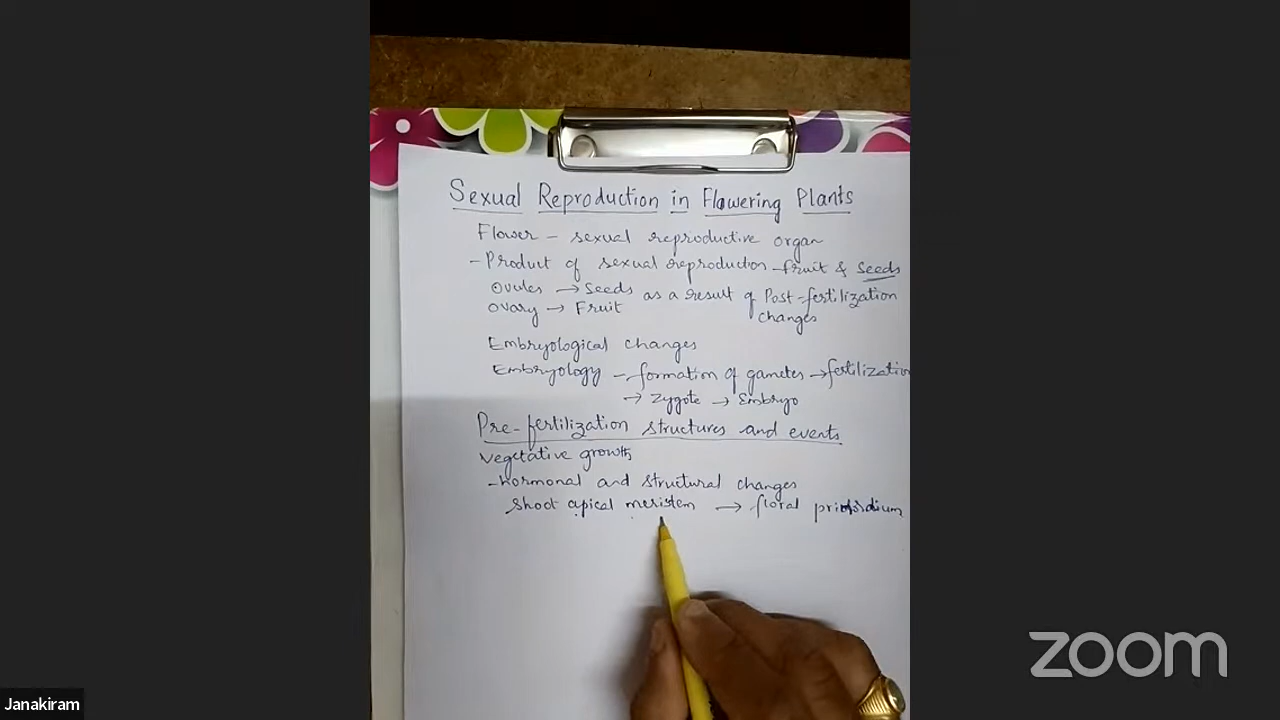 Sexual Reproduction in Flowering Plants
Flower - sexual reproductive organ
- Product of sexual reproduction - fruit & seeds
Ovules → Seeds as a result of Post-fertilization
Ovary → Fruit changes
Embryological changes
Embryology - formation of gametes → fertilization
→ Zygote → Embryo
Pre-fertilization structures and events
Vegetative growth
- Hormonal and structural changes
Shoot apical meristem → floral primordium
Janakiram
zoom